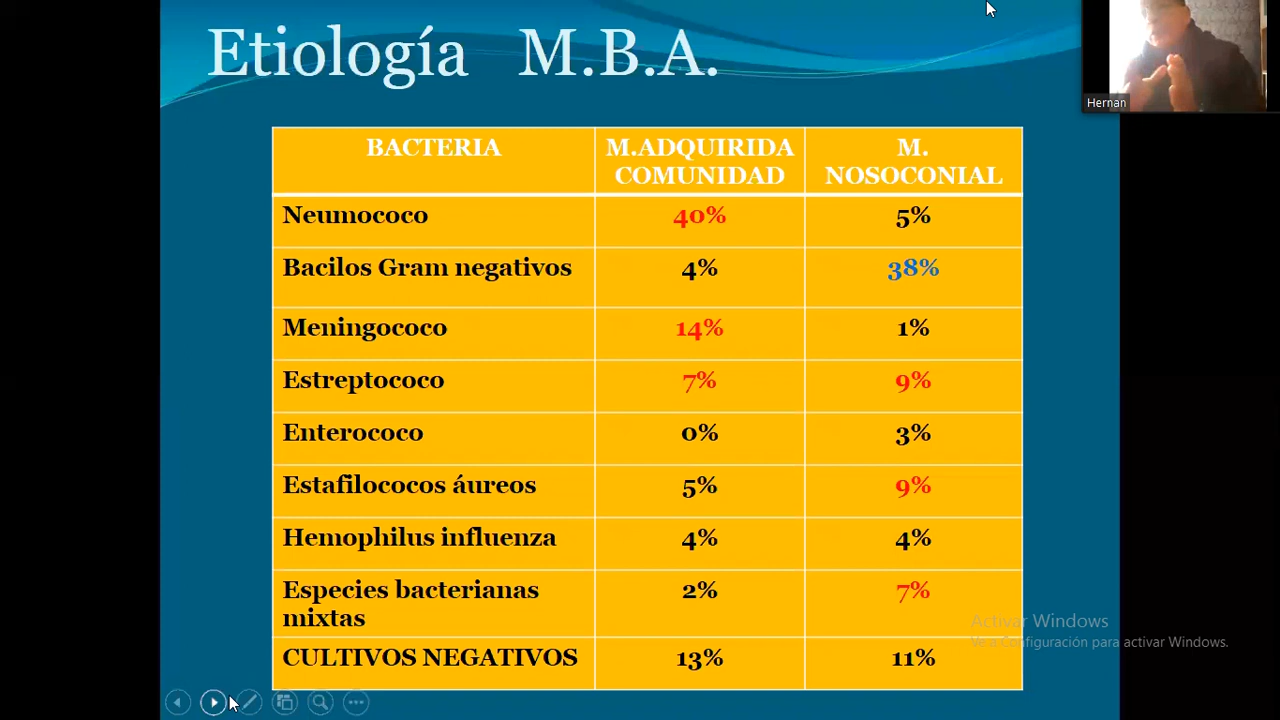 Etiología M.B.A.
Hernan
BACTERIA
M.ADQUIRIDA
COMUNIDAD
M.
NOSOCONIAL
Neumococo 40% 5%
Bacilos Gram negativos 4% 38%
Meningococo 14% 1%
Estreptococo 7% 9%
Enterococo 0% 3%
Estafilococos áureos 5% 9%
Hemophilus influenza 4% 4%
Especies bacterianas
mixtas
2% 7%
CULTIVOS NEGATIVOS 13% 11%
Activar Windows
Ve a Configuración para activar Windows.